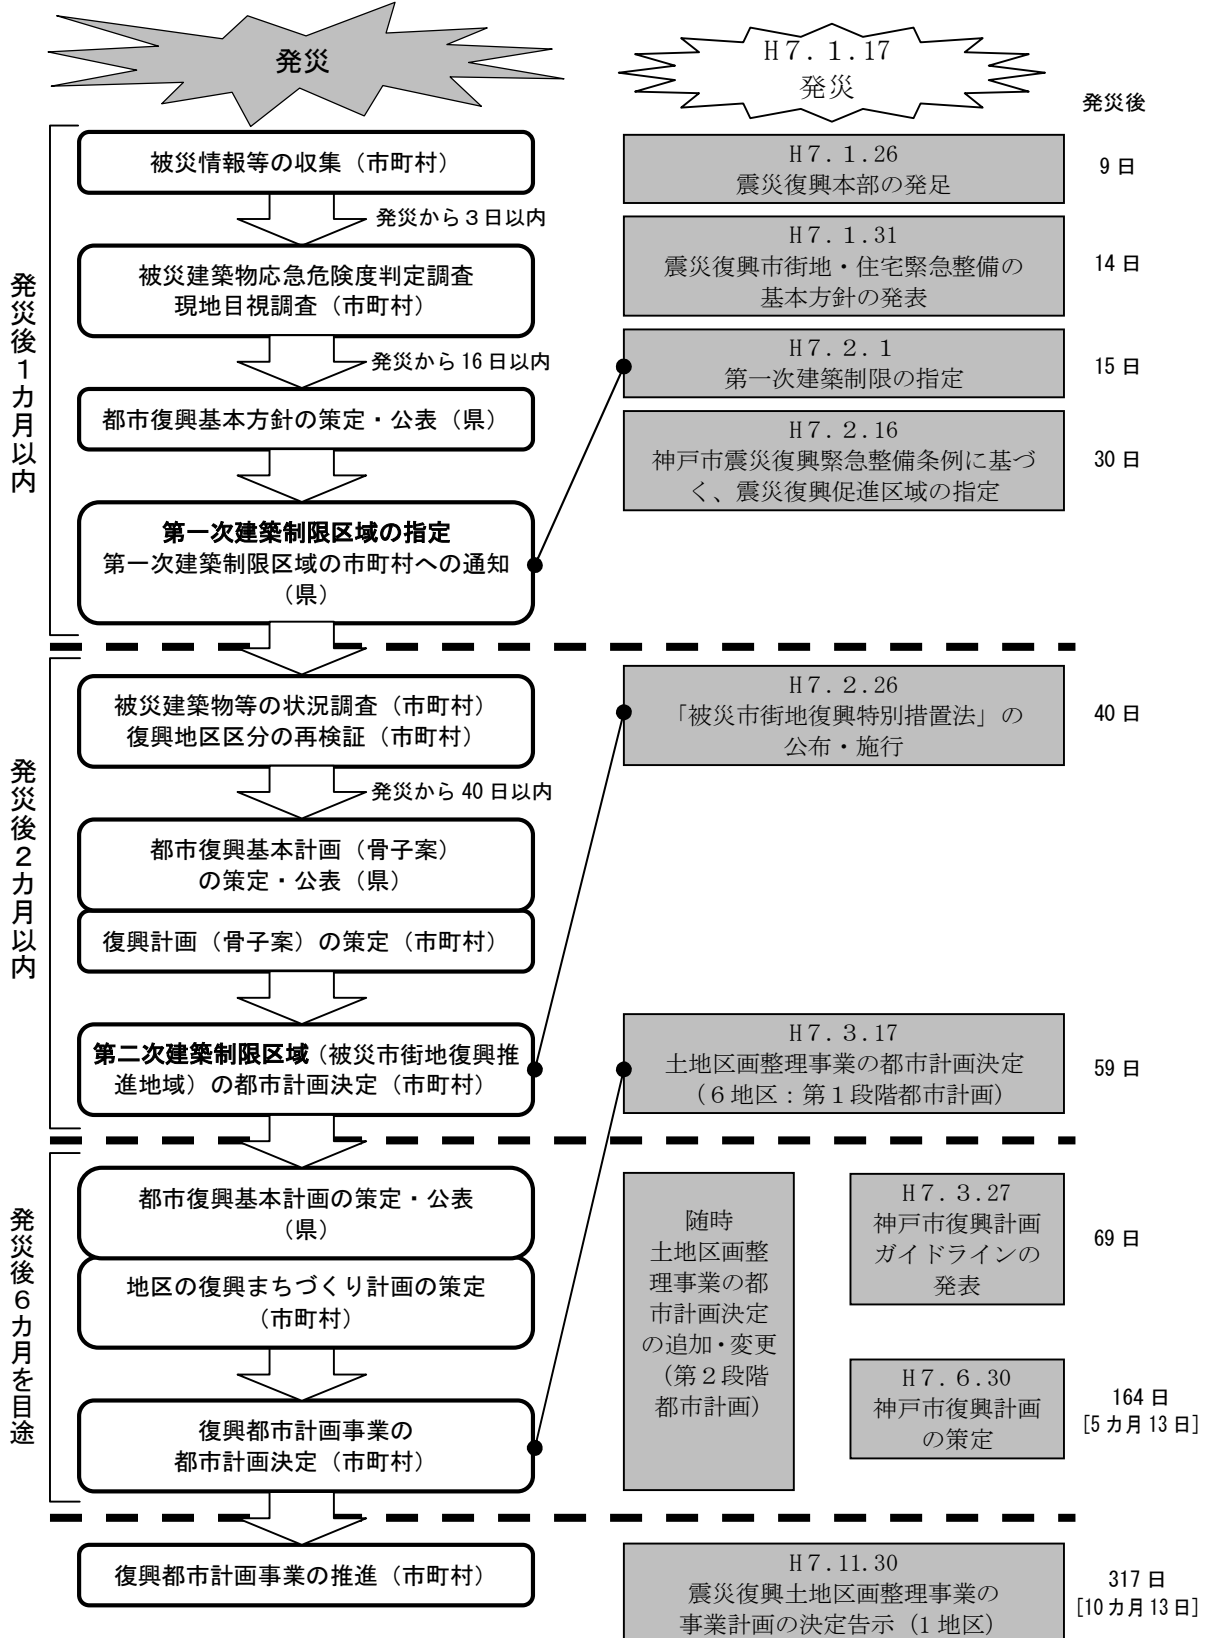 発災
H7.1.17
発災
発災後
発災後1カ月以内
被災情報等の収集（市町村）
発災から３日以内
被災建築物応急危険度判定調査
現地目視調査（市町村）
発災から 16 日以内
都市復興基本方針の策定・公表（県）
第一次建築制限区域の指定
第一次建築制限区域の市町村への通知
（県）
H7.1.26
震災復興本部の発足
9 日
H7.1.31
震災復興市街地・住宅緊急整備の
基本方針の発表
14 日
H7.2.1
第一次建築制限の指定
15 日
H7.2.16
神戸市震災復興緊急整備条例に基づ
く、震災復興促進区域の指定
30 日
発災後２カ月以内
被災建築物等の状況調査（市町村）
復興地区区分の再検証（市町村）
発災から 40 日以内
都市復興基本計画（骨子案）
の策定・公表（県）
復興計画（骨子案）の策定（市町村）
第二次建築制限区域（被災市街地復興推
進地域）の都市計画決定（市町村）
H7.2.26
「被災市街地復興特別措置法」の
公布・施行
40 日
H7.3.17
土地区画整理事業の都市計画決定
（６地区：第１段階都市計画）
59 日
発災後６カ月を目途
都市復興基本計画の策定・公表
（県）
地区の復興まちづくり計画の策定
（市町村）
復興都市計画事業の
都市計画決定（市町村）
随時
土地区画整
理事業の都
市計画決定
の追加・変更
（第２段階
都市計画）
H7.3.27
神戸市復興計画
ガイドラインの
発表
69 日
H7.6.30
神戸市復興計画
の策定
164 日
[5 カ月 13 日]
復興都市計画事業の推進（市町村）
H7.11.30
震災復興土地区画整理事業の
事業計画の決定告示（1 地区）
317 日
[10 カ月 13 日]